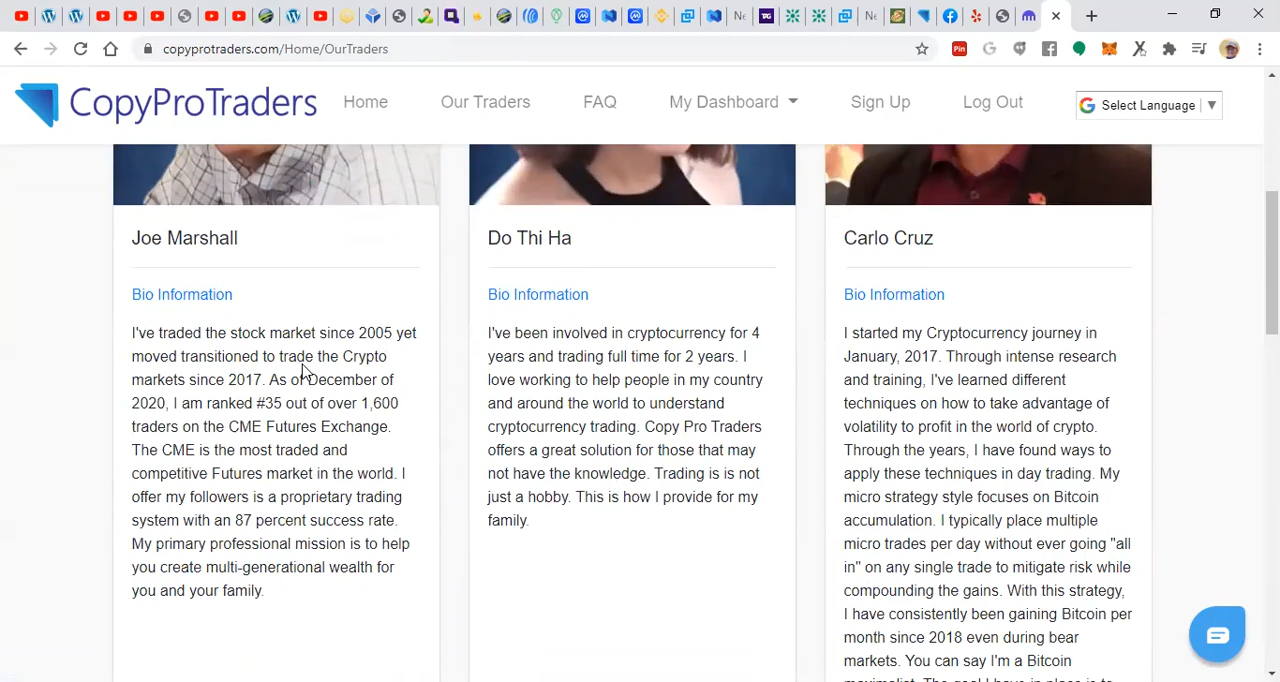 Ne
TG
Ne
copyprotraders.com/Home/OurTraders
Pin
CopyProTraders
Home
Our Traders
FAQ
My Dashboard
Sign Up
Log Out
Select Language
Joe Marshall
Bio Information
I've traded the stock market since 2005 yet
moved transitioned to trade the Crypto
markets since 2017. As of December of
2020, I am ranked #35 out of over 1,600
traders on the CME Futures Exchange.
The CME is the most traded and
competitive Futures market in the world. I
offer my followers is a proprietary trading
system with an 87 percent success rate.
My primary professional mission is to help
you create multi-generational wealth for
you and your family.
Do Thi Ha
Bio Information
I've been involved in cryptocurrency for 4
years and trading full time for 2 years. I
love working to help people in my country
and around the world to understand
cryptocurrency trading. Copy Pro Traders
offers a great solution for those that may
not have the knowledge. Trading is is not
just a hobby. This is how I provide for my
family.
Carlo Cruz
Bio Information
I started my Cryptocurrency journey in
January, 2017. Through intense research
and training, I've learned different
techniques on how to take advantage of
volatility to profit in the world of crypto.
Through the years, I have found ways to
apply these techniques in day trading. My
micro strategy style focuses on Bitcoin
accumulation. I typically place multiple
micro trades per day without ever going "all
in" on any single trade to mitigate risk while
compounding the gains. With this strategy,
I have consistently been gaining Bitcoin per
month since 2018 even during bear
markets. You can say I'm a Bitcoin